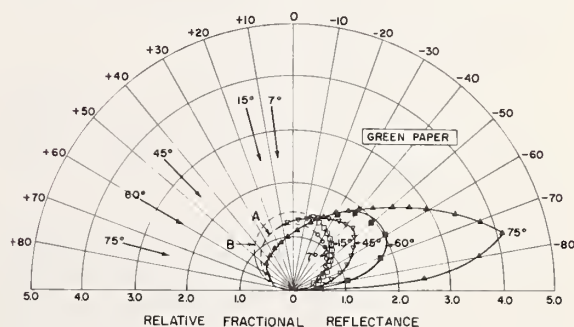 0
+10 -10
+20 -20
+30 -30
+40 -40
+50 -50
+60 -60
+70 -70
+80 -80
15° 7°
45°
60°
75°
GREEN PAPER
A
B
7° 15° 45° 60° 75°
5.0 4.0 3.0 2.0 1.0 0 1.0 2.0 3.0 4.0 5.0
RELATIVE FRACTIONAL REFLECTANCE